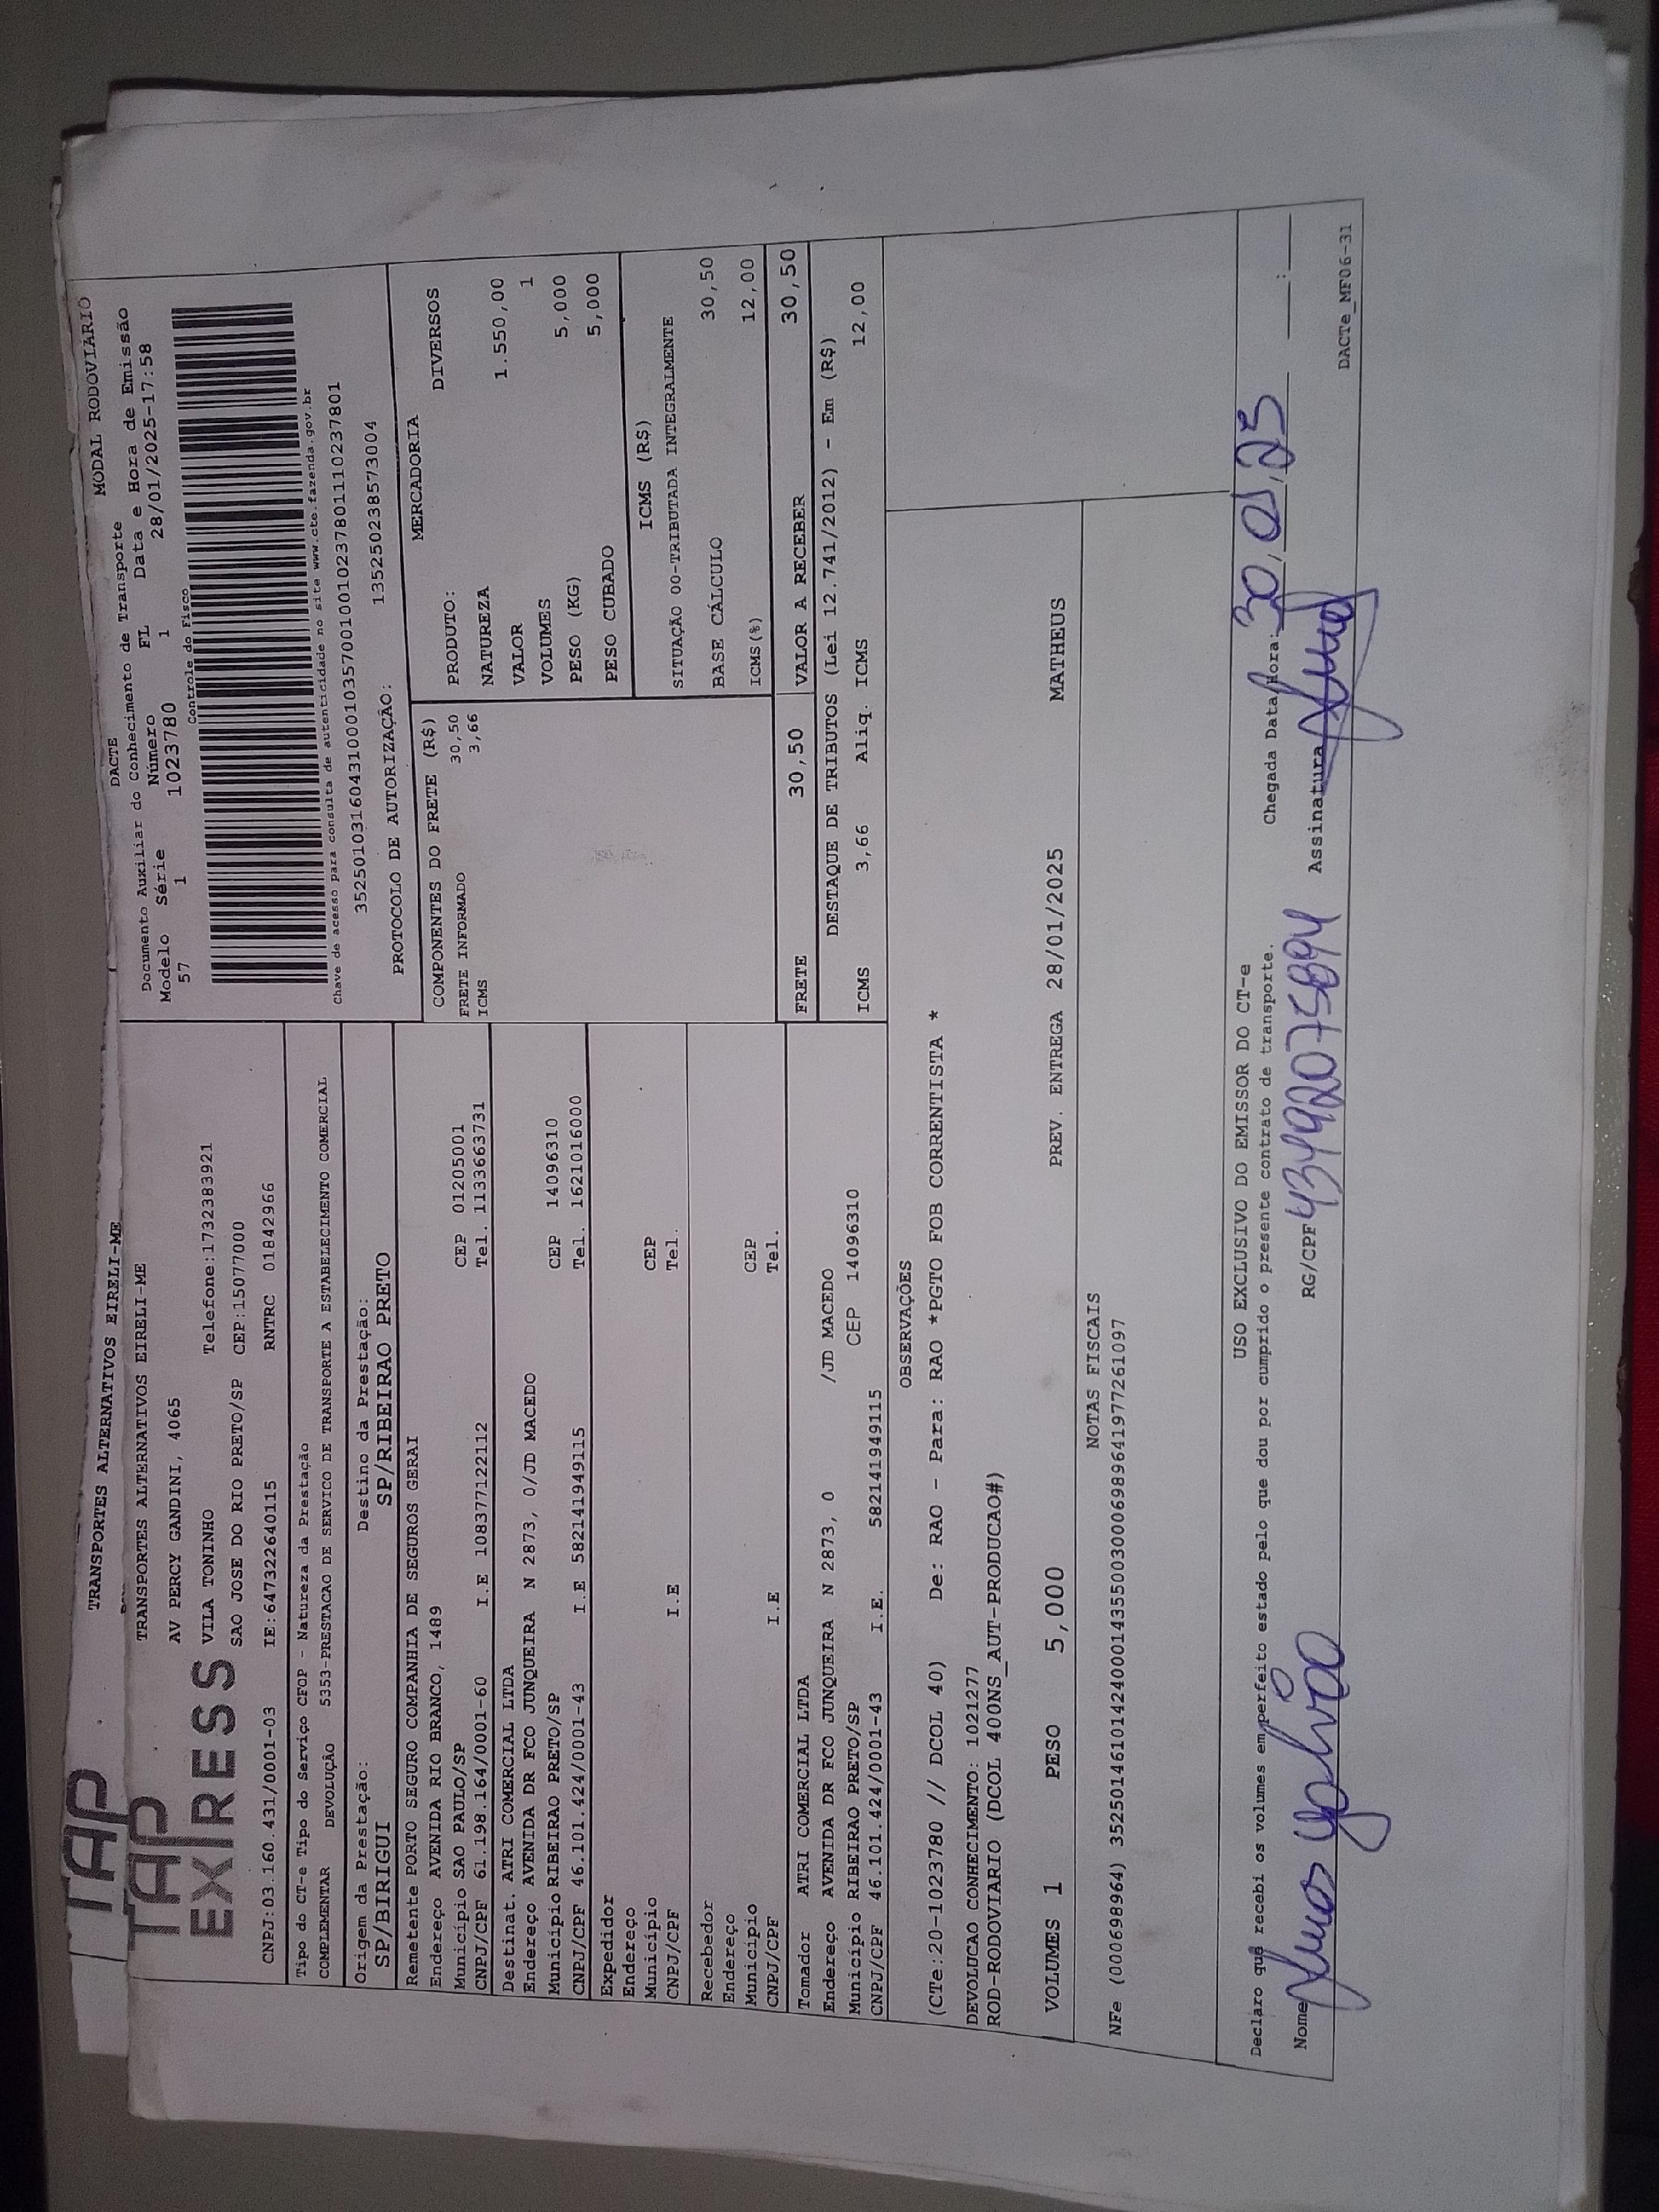 TAP
TRANSPORTES ALTERNATIVOS EIRELI-ME
TAP
EXPRESS
TRANSPORTES ALTERNATIVOS EIRELI-ME
AV PERCY GANDINI, 4065
VILA TONINHO Telefone:1732383921
SAO JOSE DO RIO PRETO/SP CEP:15077000
CNPJ:03.160.431/0001-03 IE:647322640115 RNTRC 01842966
DACTE MODAL RODOVIÁRIO
Documento Auxiliar do Conhecimento de Transporte
Modelo Série Número FL Data e Hora de Emissão
57 1 1023780 1 28/01/2025-17:58
Controle do Fisco
Chave de acesso para consulta de autenticidade no site www.cte.fazenda.gov.br
35250103160431000103570010010237801110237801
PROTOCOLO DE AUTORIZAÇÃO: 135250238573004
Tipo do CT-e Tipo do Serviço CFOP - Natureza da Prestação
COMPLEMENTAR DEVOLUÇÃO 5353-PRESTACAO DE SERVICO DE TRANSPORTE A ESTABELECIMENTO COMERCIAL
Origem da Prestação: Destino da Prestação:
SP/BIRIGUI SP/RIBEIRAO PRETO
Remetente PORTO SEGURO COMPANHIA DE SEGUROS GERAI
Endereço AVENIDA RIO BRANCO, 1489
Município SAO PAULO/SP CEP 01205001
CNPJ/CPF 61.198.164/0001-60 I.E 108377122112 Tel. 1133663731
Destinat. ATRI COMERCIAL LTDA
Endereço AVENIDA DR FCO JUNQUEIRA N 2873, 0/JD MACEDO
Município RIBEIRAO PRETO/SP CEP 14096310
CNPJ/CPF 46.101.424/0001-43 I.E 582141949115 Tel. 1621016000
Expedidor
Endereço
Município CEP
CNPJ/CPF I.E Tel.
Recebedor
Endereço
Município CEP
CNPJ/CPF I.E Tel.
Tomador ATRI COMERCIAL LTDA
Endereço AVENIDA DR FCO JUNQUEIRA N 2873, 0 /JD MACEDO
Município RIBEIRAO PRETO/SP CEP 14096310
CNPJ/CPF 46.101.424/0001-43 I.E. 582141949115
COMPONENTES DO FRETE (R$)
FRETE INFORMADO 30,50
ICMS 3,66
MERCADORIA
PRODUTO: DIVERSOS
NATUREZA
VALOR 1.550,00
VOLUMES 1
PESO (KG) 5,000
PESO CUBADO 5,000
ICMS (R$)
SITUAÇÃO 00-TRIBUTADA INTEGRALMENTE
BASE CÁLCULO 30,50
ICMS(%) 12,00
FRETE 30,50 VALOR A RECEBER 30,50
DESTAQUE DE TRIBUTOS (Lei 12.741/2012) - Em (R$)
ICMS 3,66 Aliq. ICMS 12,00
OBSERVAÇÕES
(CTe:20-1023780 // DCOL 40) De: RAO - Para: RAO *PGTO FOB CORRENTISTA *
DEVOLUCAO CONHECIMENTO: 1021277
ROD-RODOVIARIO (DCOL 400NS_AUT-PRODUCAO#)
VOLUMES 1 PESO 5,000 PREV. ENTREGA 28/01/2025 MATHEUS
NOTAS FISCAIS
NFe (000698964) 35250146101424000143550030006989641977261097
USO EXCLUSIVO DO EMISSOR DO CT-e
Declaro que recebi os volumes em perfeito estado pelo que dou por cumprido o presente contrato de transporte. Chegada Data/Hora: 30,01,25 :
Nome RG/CPF 434492075894 Assinatura
DACTe_MF06-31